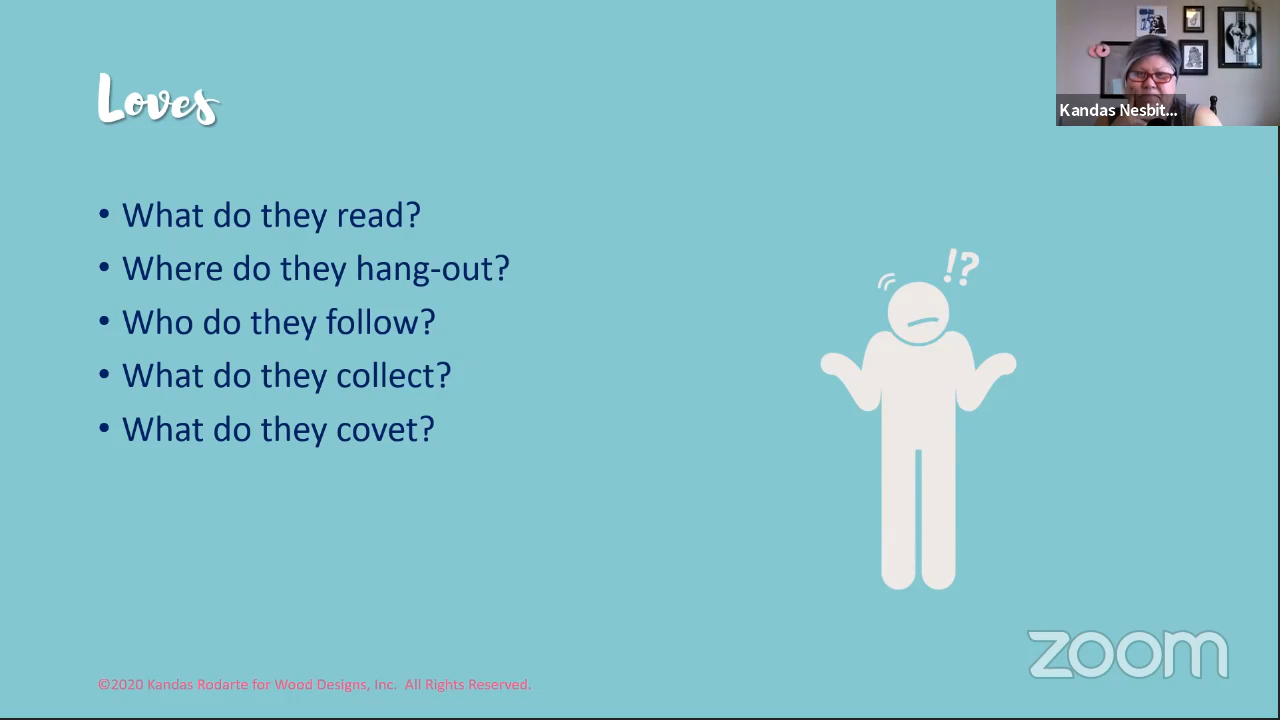 Loves
Kandas Nesbit...
• What do they read?
• Where do they hang-out?
!?
• Who do they follow?
• What do they collect?
• What do they covet?
zoom
©2020 Kandas Rodarte for Wood Designs, Inc. All Rights Reserved.